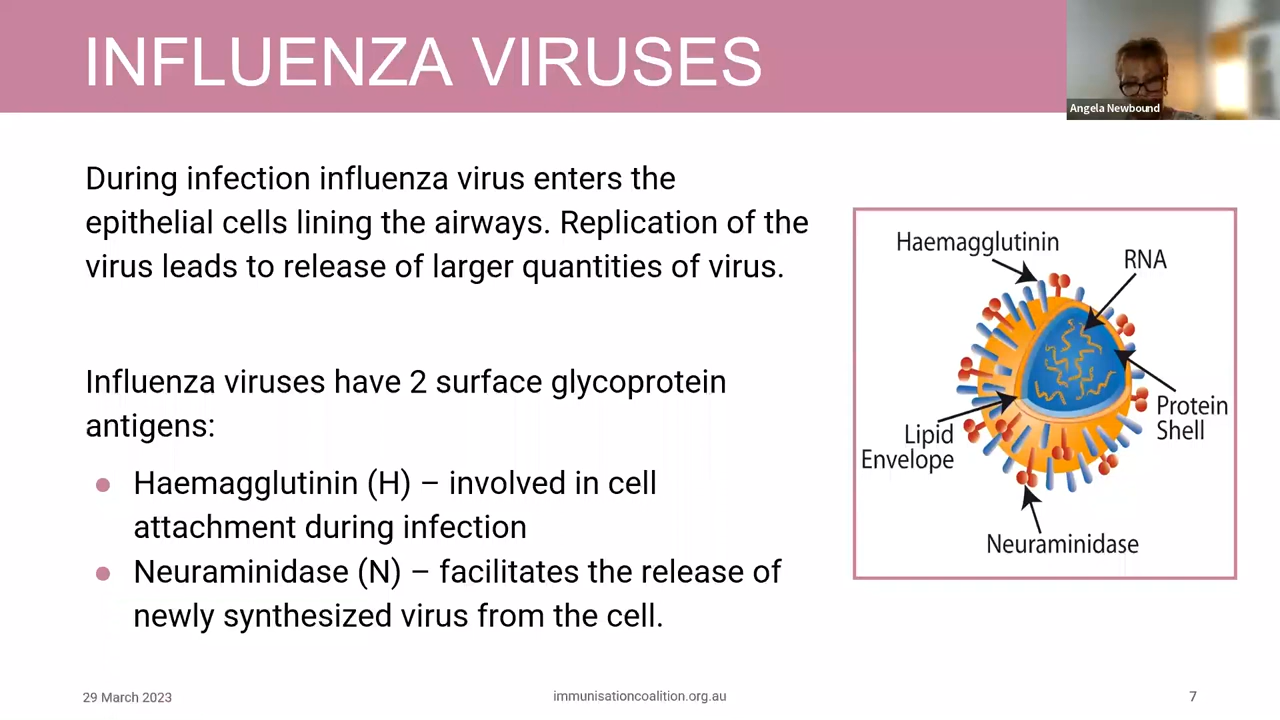 INFLUENZA VIRUSES
Angela Newbound
During infection influenza virus enters the
epithelial cells lining the airways. Replication of the
virus leads to release of larger quantities of virus.
Influenza viruses have 2 surface glycoprotein
antigens:
Haemagglutinin (H) – involved in cell
attachment during infection
Neuraminidase (N) – facilitates the release of
newly synthesized virus from the cell.
Haemagglutinin
RNA
Protein
Shell
Lipid
Envelope
Neuraminidase
29 March 2023
immunisationcoalition.org.au
7